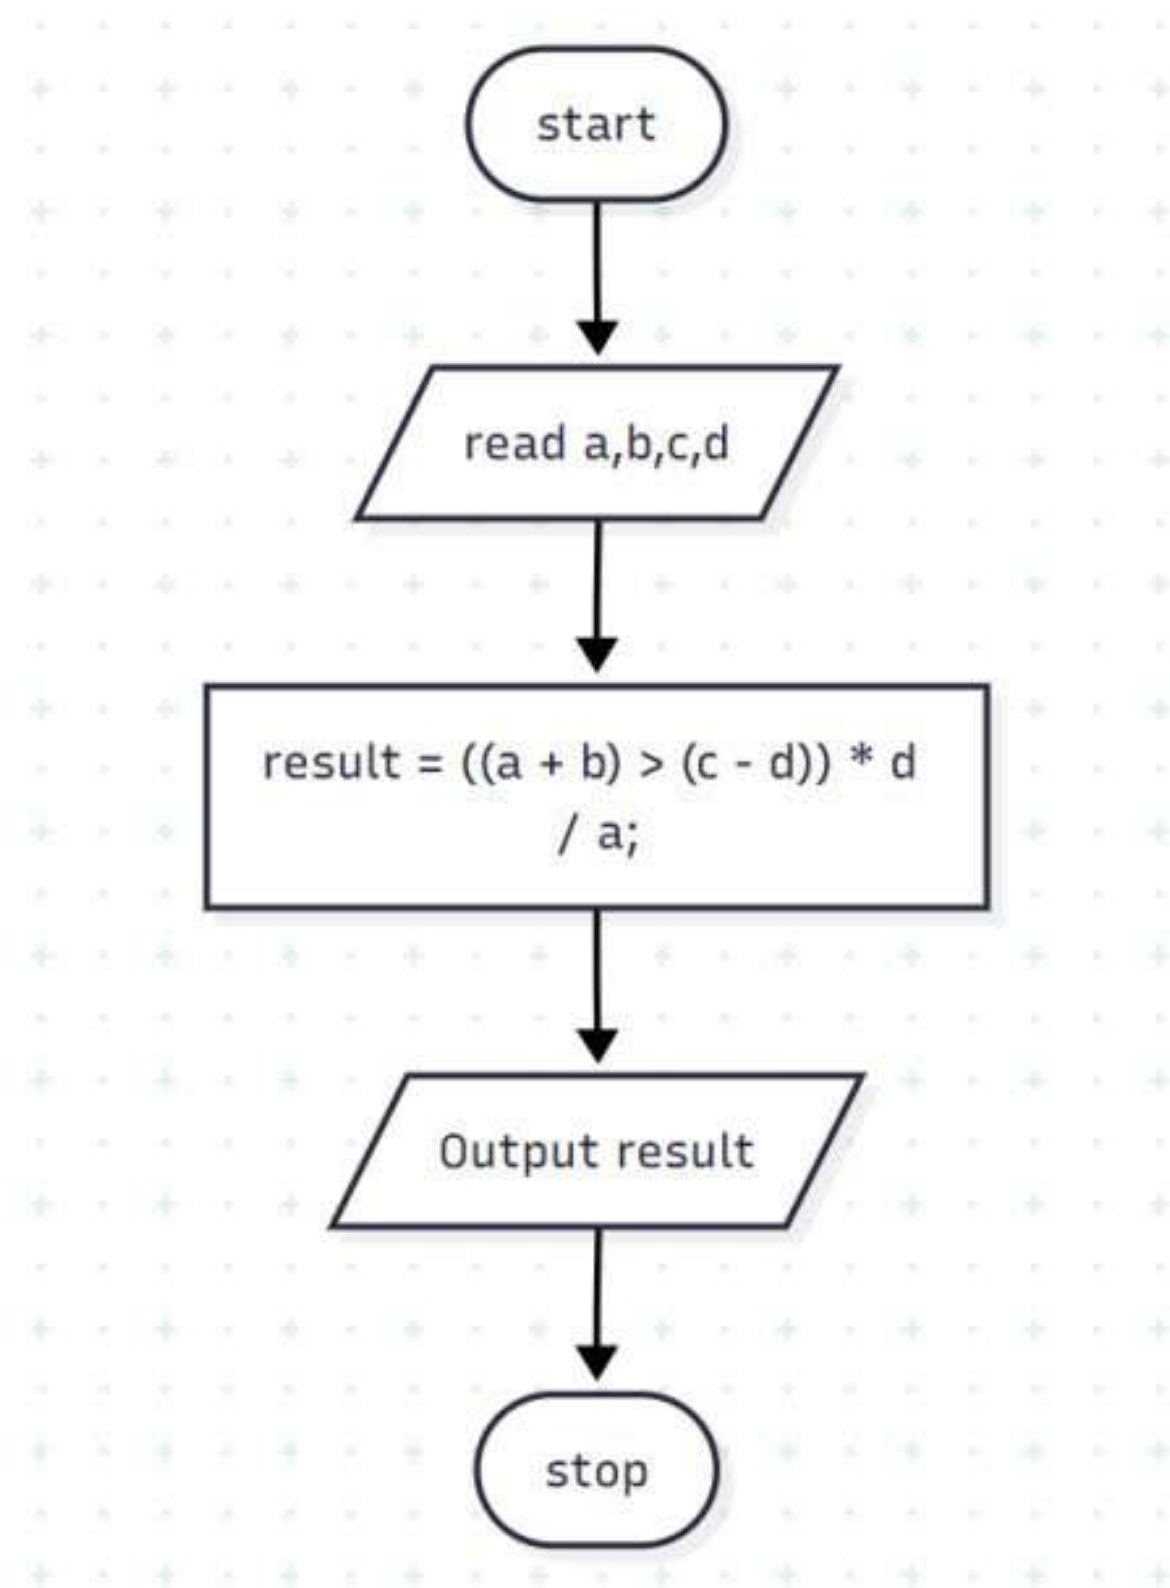 start
read a,b,c,d
result = ((a + b) > (c - d)) * d
/ a;
Output result
stop